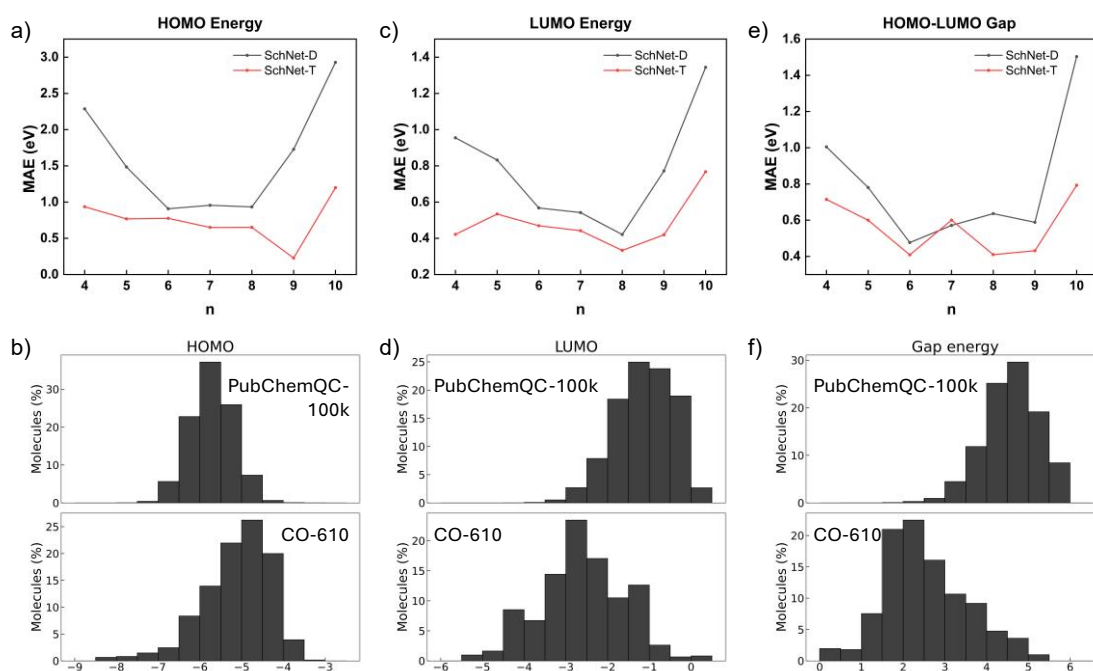 a)
HOMO Energy
SchNet-D
SchNet-T
MAE (eV)
3.0
2.5
2.0
1.5
1.0
0.5
0.0
4 5 6 7 8 9 10
n
c)
LUMO Energy
SchNet-D
SchNet-T
MAE (eV)
1.4
1.2
1.0
0.8
0.6
0.4
0.2
4 5 6 7 8 9 10
n
e)
HOMO-LUMO Gap
SchNet-D
SchNet-T
MAE (eV)
1.6
1.4
1.2
1.0
0.8
0.6
0.4
4 5 6 7 8 9 10
n
b)
HOMO
PubChemQC-
100k
Molecules (%)
30
20
10
0
CO-610
Molecules (%)
25
20
15
10
5
0
−9 −8 −7 −6 −5 −4 −3
d)
LUMO
PubChemQC-100k
Molecules (%)
25
20
15
10
5
0
CO-610
Molecules (%)
20
15
10
5
0
−6 −5 −4 −3 −2 −1 0
f)
Gap energy
PubChemQC-100k
Molecules (%)
30
20
10
0
CO-610
Molecules (%)
20
15
10
5
0
0 1 2 3 4 5 6